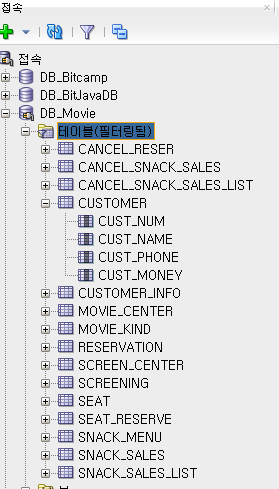 접속
접속
DB_Bitcamp
DB_BitJavaDB
DB_Movie
테이블(필터링됨)
CANCEL_RESER
CANCEL_SNACK_SALES
CANCEL_SNACK_SALES_LIST
CUSTOMER
CUST_NUM
CUST_NAME
CUST_PHONE
CUST_MONEY
CUSTOMER_INFO
MOVIE_CENTER
MOVIE_KIND
RESERVATION
SCREEN_CENTER
SCREENING
SEAT
SEAT_RESERVE
SNACK_MENU
SNACK_SALES
SNACK_SALES_LIST